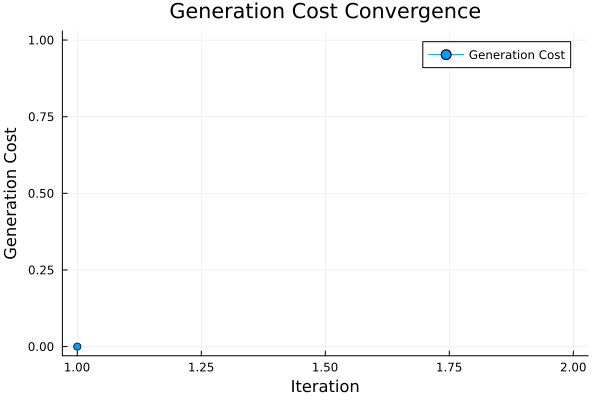 Generation Cost Convergence
Generation Cost
1.00
0.75
0.50
0.25
0.00
Generation Cost
1.00 1.25 1.50 1.75 2.00
Iteration